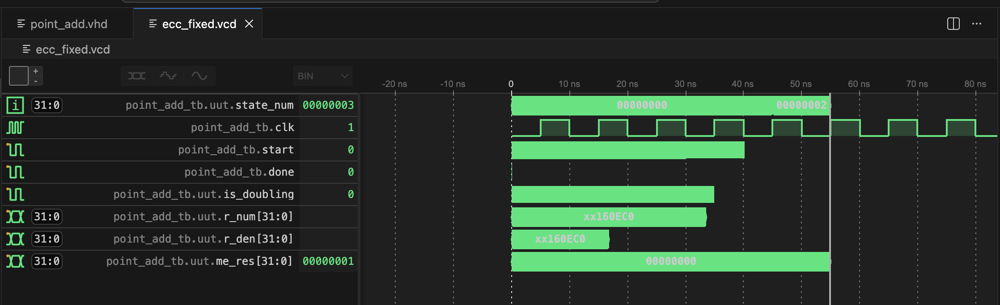 point_add.vhd
ecc_fixed.vcd
ecc_fixed.vcd
+
-
BIN
-20 ns -10 ns 0 10 ns 20 ns 30 ns 40 ns 50 ns 60 ns 70 ns 80 ns
i 31:0 point_add_tb.uut.state_num 00000003 00000000 00000002
point_add_tb.clk 1
point_add_tb.start 0
point_add_tb.done 0
point_add_tb.uut.is_doubling 0
31:0 point_add_tb.uut.r_num[31:0] xx160EC0
31:0 point_add_tb.uut.r_den[31:0] xx160EC0
31:0 point_add_tb.uut.me_res[31:0] 00000001 00000000